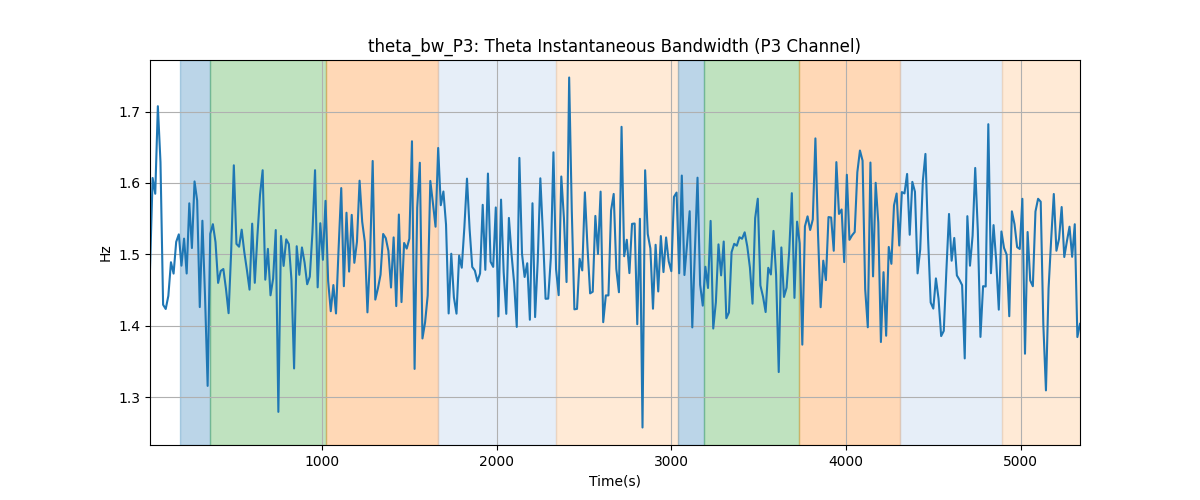 theta_bw_P3: Theta Instantaneous Bandwidth (P3 Channel)
1.7
1.6
1.5
1.4
1.3
Hz
1000 2000 3000 4000 5000
Time(s)